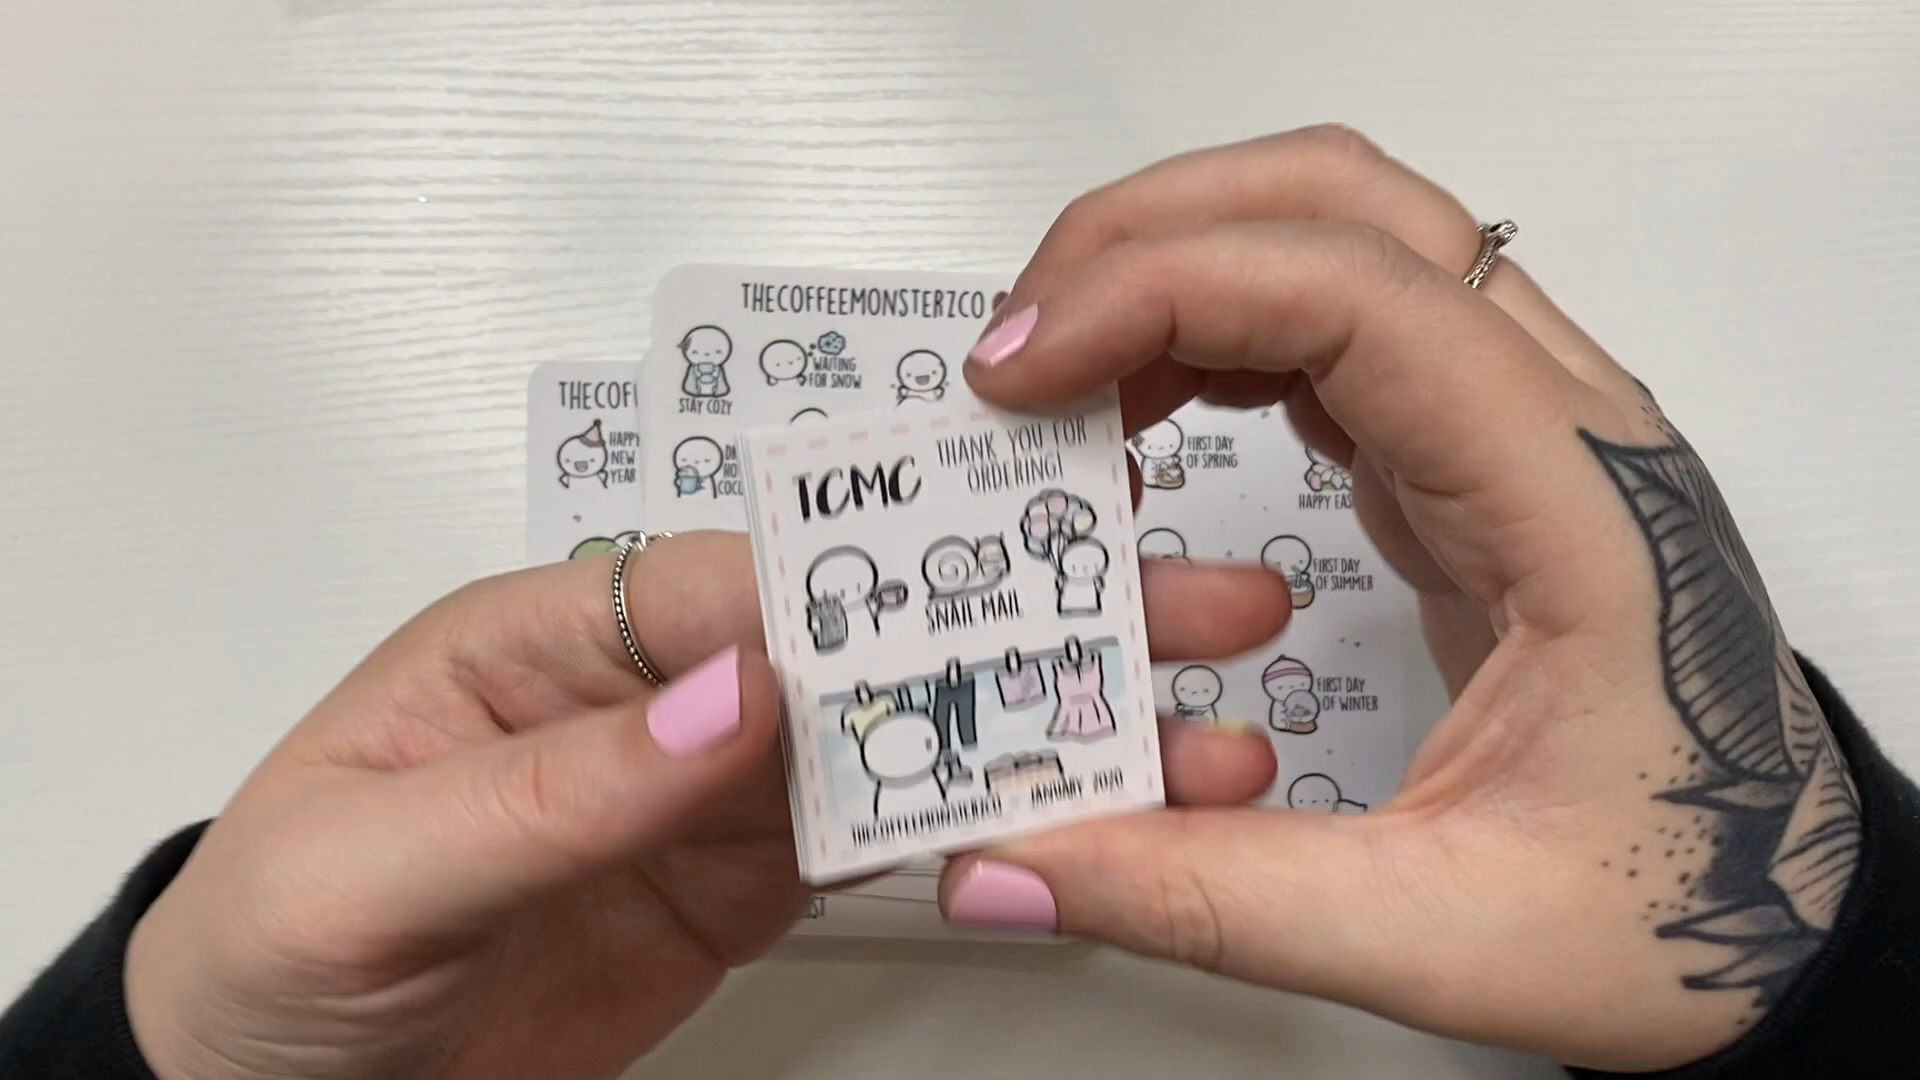 THECOFFEEMONSTERZCO
STAY COZY
WAITING
FOR SNOW
HAPPY
NEW
YEAR
TCMC
THANK YOU FOR
ORDERING!
SNAIL MAIL
THECOFFEEMONSTERZCO
JANUARY 2020
FIRST DAY
OF SPRING
HAPPY EAS
FIRST DAY
OF SUMMER
FIRST DAY
OF WINTER